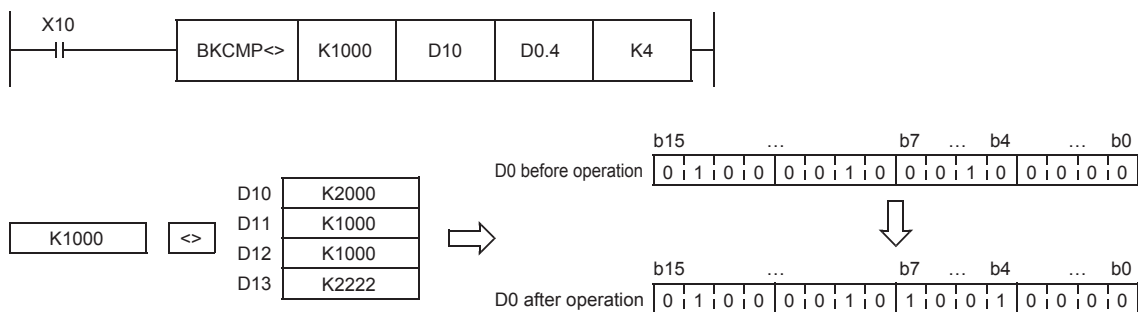 X10
BKCMP<> K1000 D10 D0.4 K4
b15 … b7 … b4 … b0
D0 before operation 0 1 0 0 0 0 1 0 0 0 1 0 0 0 0 0
D10 K2000
D11 K1000
K1000 <> D12 K1000
D13 K2222
b15 … b7 … b4 … b0
D0 after operation 0 1 0 0 0 0 1 0 1 0 0 1 0 0 0 0